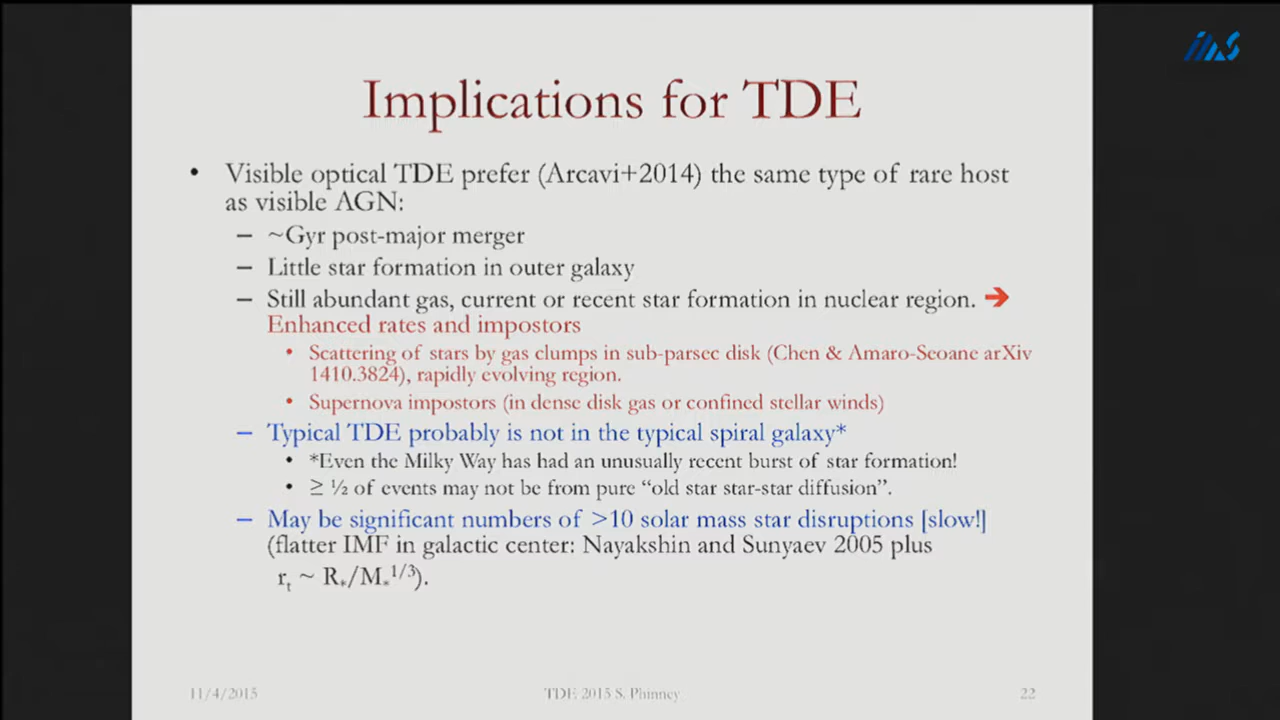 IIAS
Implications for TDE
• Visible optical TDE prefer (Arcavi+2014) the same type of rare host
as visible AGN:
– ~Gyr post-major merger
– Little star formation in outer galaxy
– Still abundant gas, current or recent star formation in nuclear region. ➔
Enhanced rates and impostors
• Scattering of stars by gas clumps in sub-parsec disk (Chen & Amaro-Seoane arXiv
1410.3824), rapidly evolving region.
• Supernova impostors (in dense disk gas or confined stellar winds)
– Typical TDE probably is not in the typical spiral galaxy*
• *Even the Milky Way has had an unusually recent burst of star formation!
• ≥ ½ of events may not be from pure “old star star-star diffusion”.
– May be significant numbers of >10 solar mass star disruptions [slow!]
(flatter IMF in galactic center: Nayakshin and Sunyaev 2005 plus
rₜ ~ R*/M*^1/3).
11/4/2015
TDE 2015 S. Phinney
22